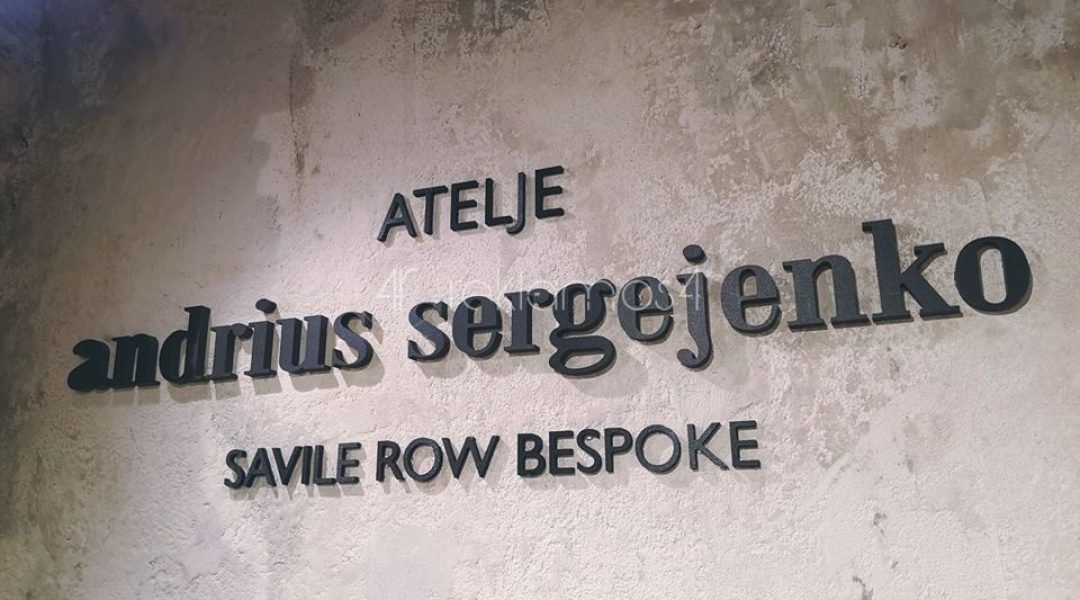 ATELJE
andrius sergejenko
SAVILE ROW BESPOKE